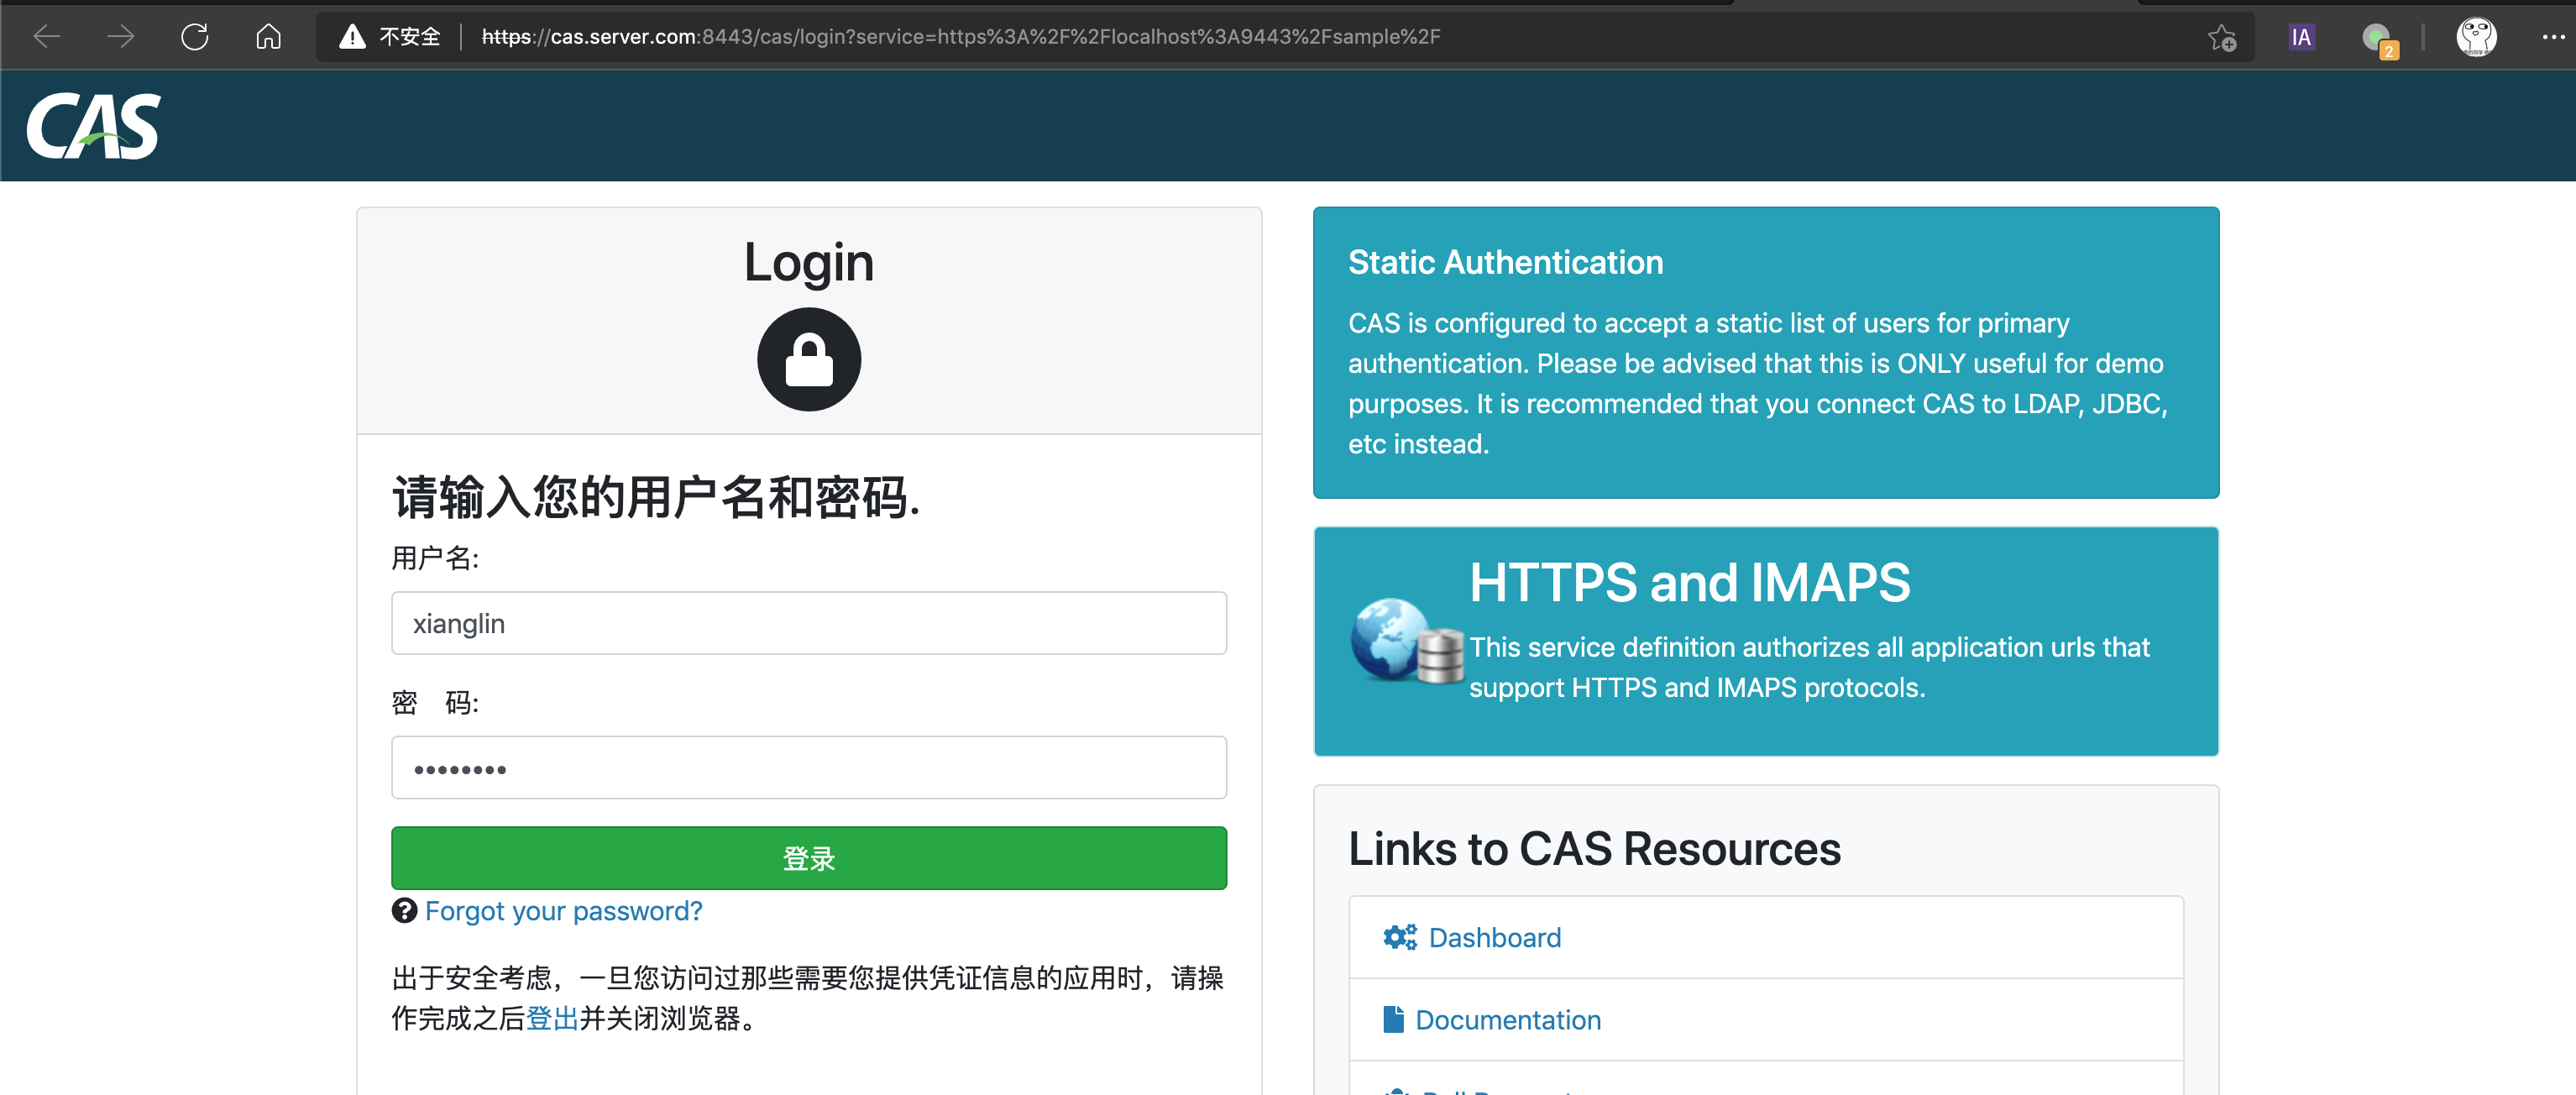 不安全 https://cas.server.com:8443/cas/login?service=https%3A%2F%2Flocalhost%3A9443%2Fsample%2F
IA
2
CAS
Login
请输入您的用户名和密码.
用户名:
xianglin
密 码:
••••••••
登录
Forgot your password?
出于安全考虑，一旦您访问过那些需要您提供凭证信息的应用时，请操
作完成之后登出并关闭浏览器。
Static Authentication
CAS is configured to accept a static list of users for primary
authentication. Please be advised that this is ONLY useful for demo
purposes. It is recommended that you connect CAS to LDAP, JDBC,
etc instead.
HTTPS and IMAPS
This service definition authorizes all application urls that
support HTTPS and IMAPS protocols.
Links to CAS Resources
Dashboard
Documentation